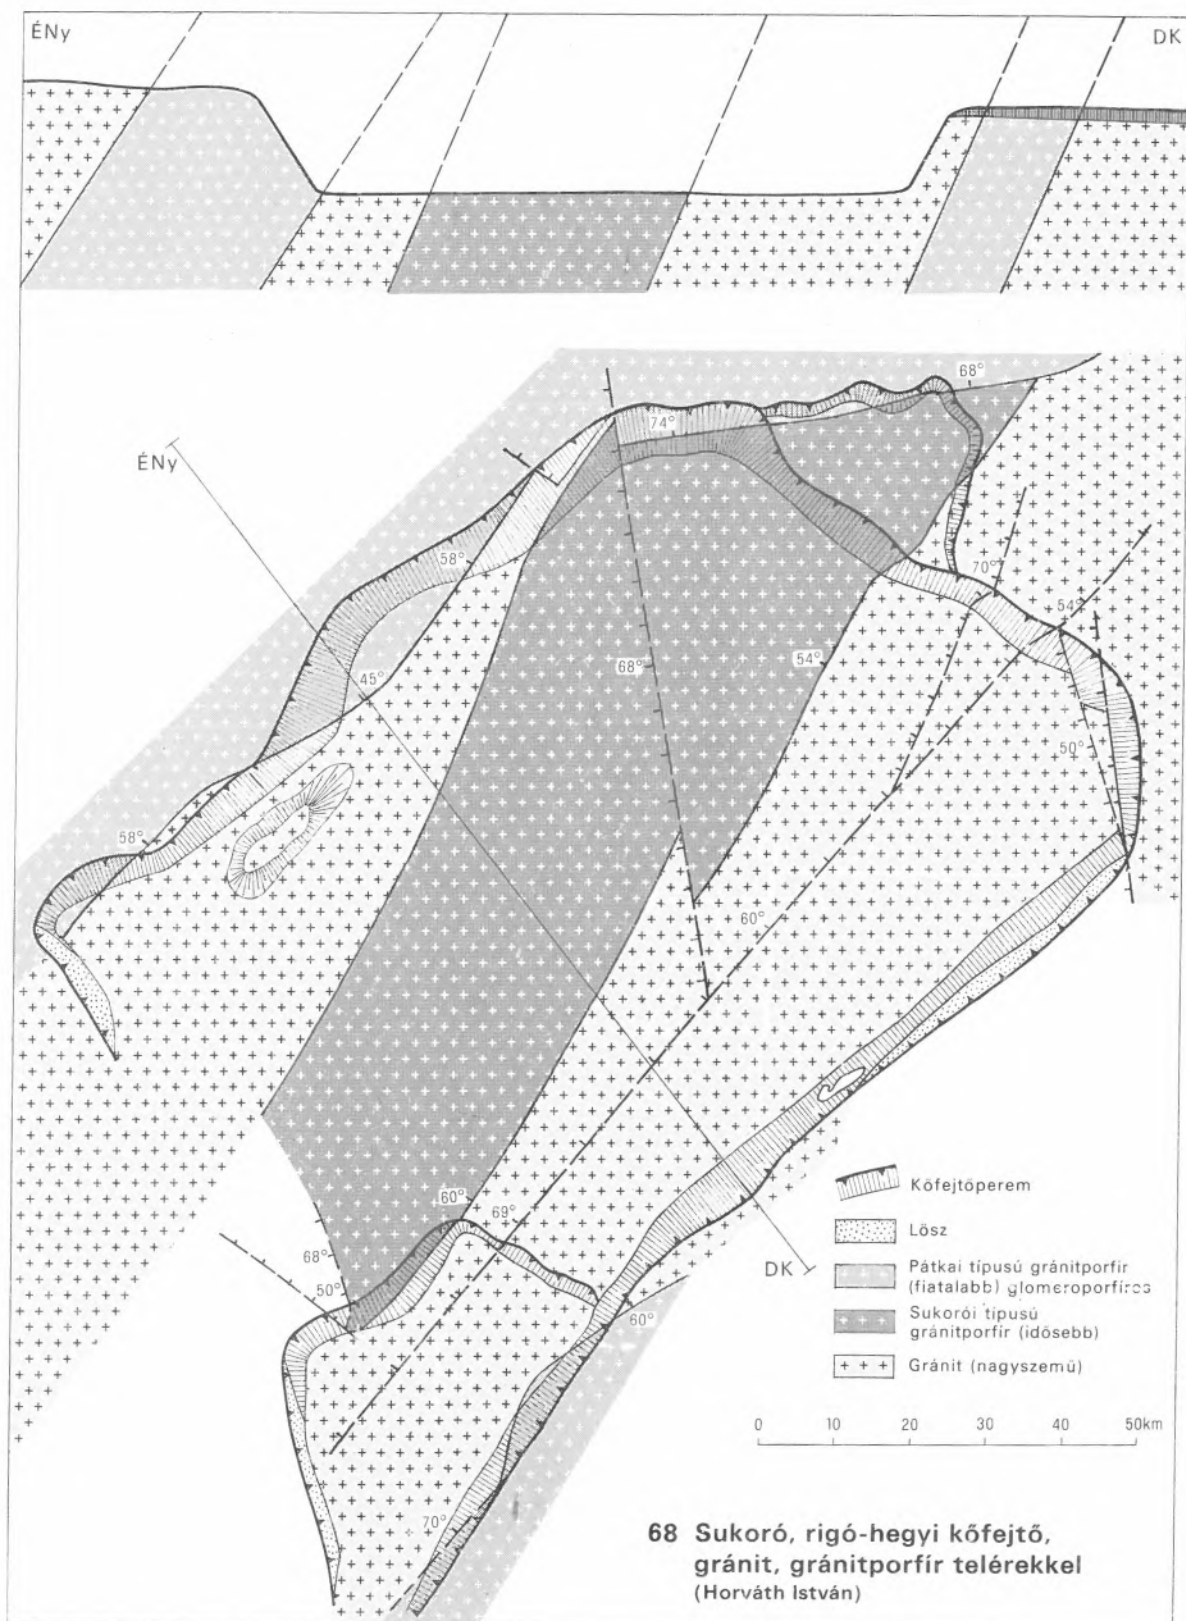 ÉNy
DK
68°
74°
ÉNy
58°
70°
54°
68°
54°
45°
50°
58°
60°
60°
69°
68°
50°
DK
60°
70°
Kőfejtőperem
Lösz
Pátkai típusú gránitporfír
(fiatalabb) glomeroporfíros
Sukorói típusú
gránitporfír (idősebb)
Gránit (nagyszemű)
0 10 20 30 40 50km
68 Sukoró, rigó-hegyi kőfejtő,
gránit, gránitporfír telérekkel
(Horváth István)